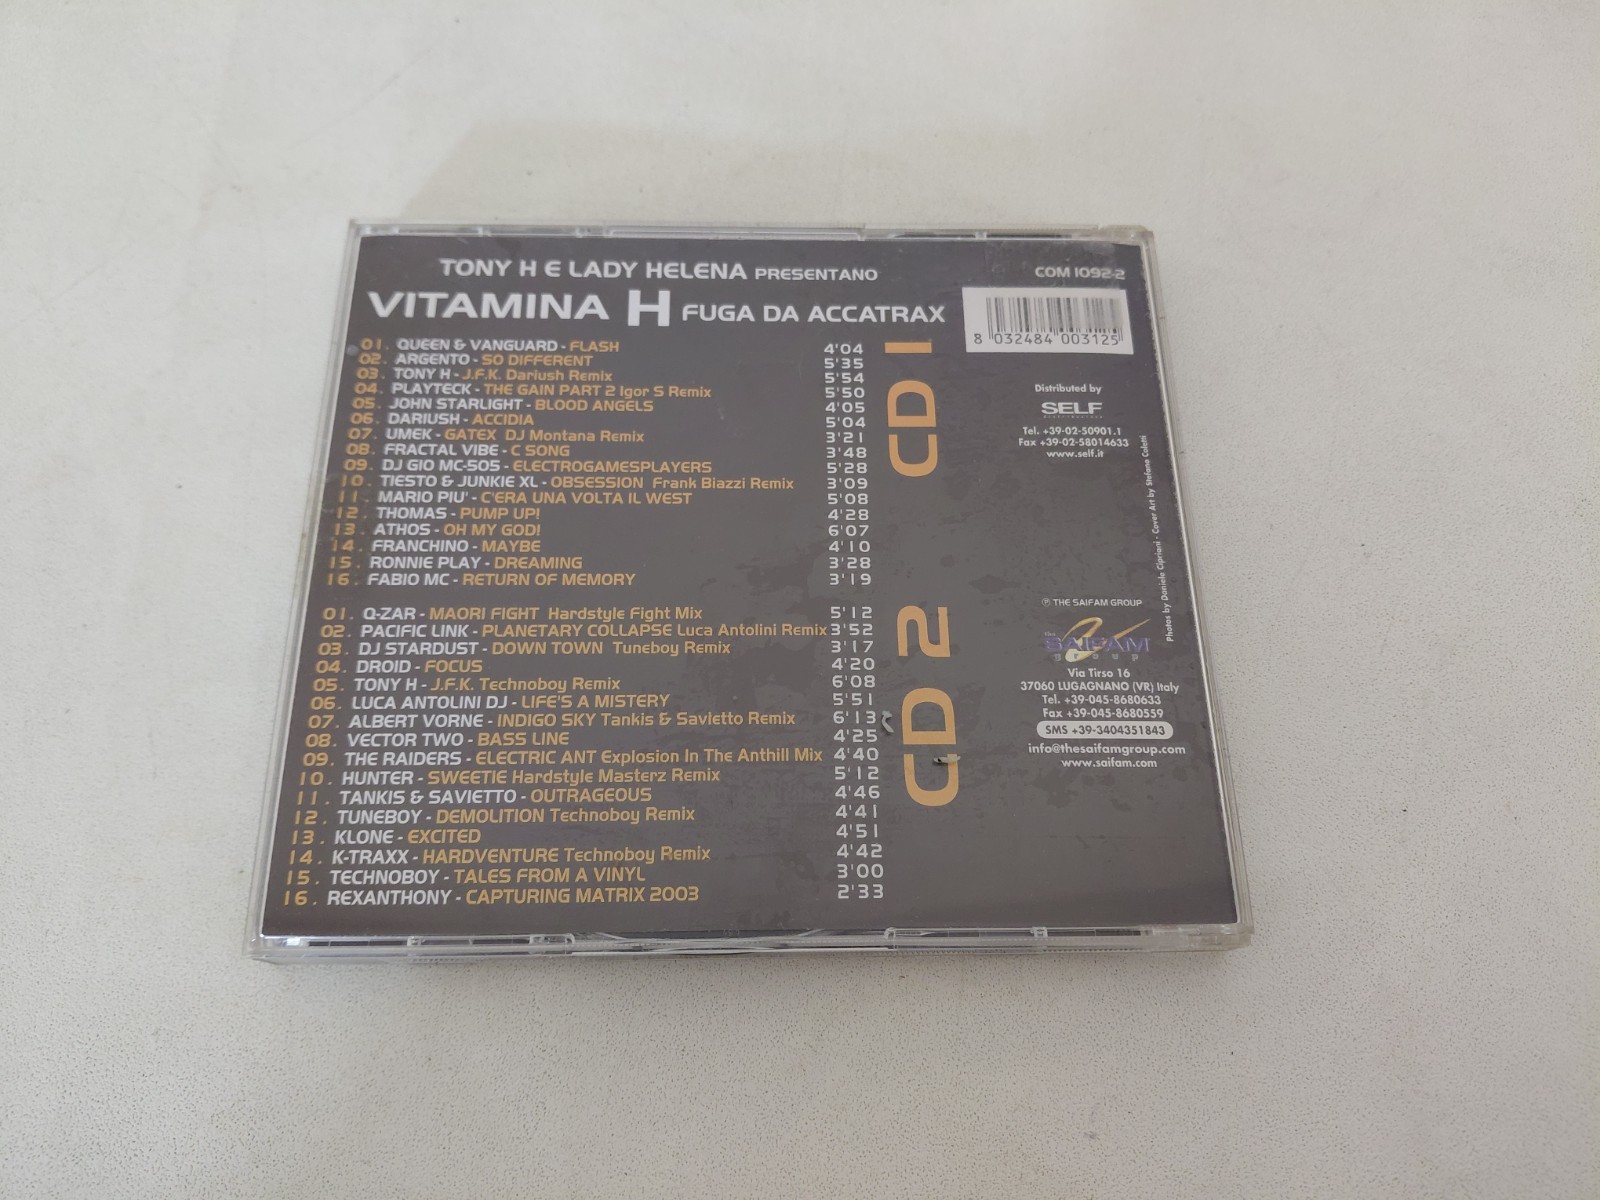 TONY H E LADY HELENA PRESENTANO
VITAMINA H FUGA DA ACCATRAX
COM 1092-2
8 032484 003125
CD 1
01. QUEEN & VANGUARD - FLASH 4'04
02. ARGENTO - SO DIFFERENT 5'35
03. TONY H - J.F.K. Dariush Remix 5'54
04. PLAYTECK - THE GAIN PART 2 Igor S Remix 5'50
05. JOHN STARLIGHT - BLOOD ANGELS 4'05
06. DARIUSH - ACCIDIA 5'04
07. UMEK - GATEX DJ Montana Remix 3'21
08. FRACTAL VIBE - C SONG 3'48
09. DJ GIO MC-505 - ELECTROGAMESPLAYERS 5'28
10. TIESTO & JUNKIE XL - OBSESSION Frank Biazzi Remix 3'09
11. MARIO PIU' - C'ERA UNA VOLTA IL WEST 5'08
12. THOMAS - PUMP UP! 4'28
13. ATHOS - OH MY GOD! 6'07
14. FRANCHINO - MAYBE 4'10
15. RONNIE PLAY - DREAMING 3'28
16. FABIO MC - RETURN OF MEMORY 3'19
CD 2
01. Q-ZAR - MAORI FIGHT Hardstyle Fight Mix 5'12
02. PACIFIC LINK - PLANETARY COLLAPSE Luca Antolini Remix 3'52
03. DJ STARDUST - DOWN TOWN Tuneboy Remix 3'17
04. DROID - FOCUS 4'20
05. TONY H - J.F.K. Technoboy Remix 6'08
06. LUCA ANTOLINI DJ - LIFE'S A MISTERY 5'51
07. ALBERT VORNE - INDIGO SKY Tankis & Savietto Remix 6'13
08. VECTOR TWO - BASS LINE 4'25
09. THE RAIDERS - ELECTRIC ANT Explosion In The Anthill Mix 4'40
10. HUNTER - SWEETIE Hardstyle Masterz Remix 5'12
11. TANKIS & SAVIETTO - OUTRAGEOUS 4'46
12. TUNEBOY - DEMOLITION Technoboy Remix 4'41
13. KLONE - EXCITED 4'51
14. K-TRAXX - HARDVENTURE Technoboy Remix 4'42
15. TECHNOBOY - TALES FROM A VINYL 3'00
16. REXANTHONY - CAPTURING MATRIX 2003 2'33
Distributed by
SELF
Tel. +39-02-50901.1
Fax +39-02-58014633
www.self.it
Photos by Daniele Cipriani - Cover Art by Stefano Coletti
℗ THE SAIFAM GROUP
the SAIFAM
group
Via Tirso 16
37060 LUGAGNANO (VR) Italy
Tel. +39-045-8680633
Fax +39-045-8680559
SMS +39-3404351843
info@thesaifamgroup.com
www.saifam.com